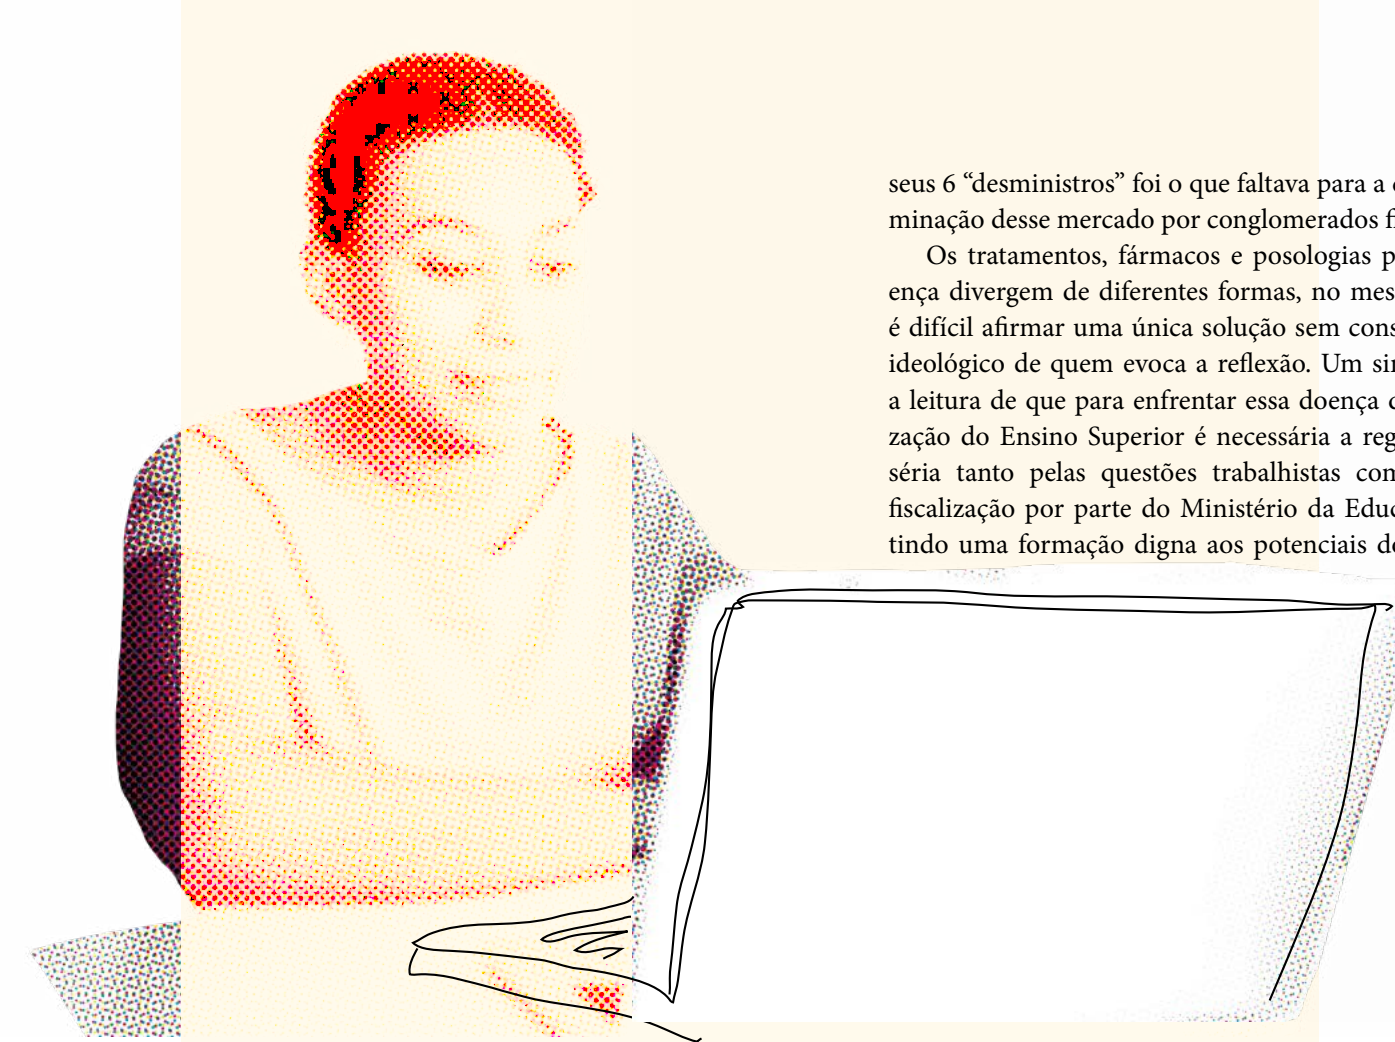 seus 6 “desministros” foi o que faltava para a
minação desse mercado por conglomerados
Os tratamentos, fármacos e posologias
ença divergem de diferentes formas, no
é difícil afirmar uma única solução sem
ideológico de quem evoca a reflexão. Um
a leitura de que para enfrentar essa doença
zação do Ensino Superior é necessária a
séria tanto pelas questões trabalhistas
fiscalização por parte do Ministério da
tindo uma formação digna aos potenciais